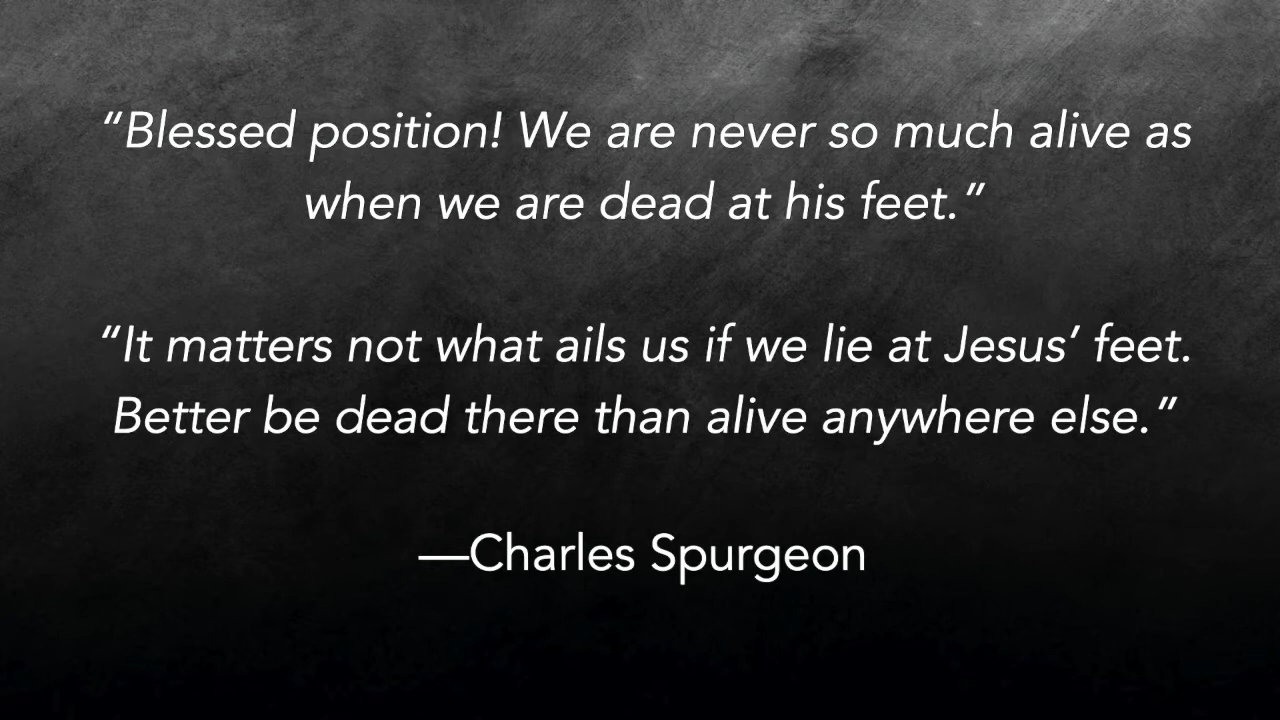 “Blessed position! We are never so much alive as
when we are dead at his feet.”
“It matters not what ails us if we lie at Jesus’ feet.
Better be dead there than alive anywhere else.”
—Charles Spurgeon